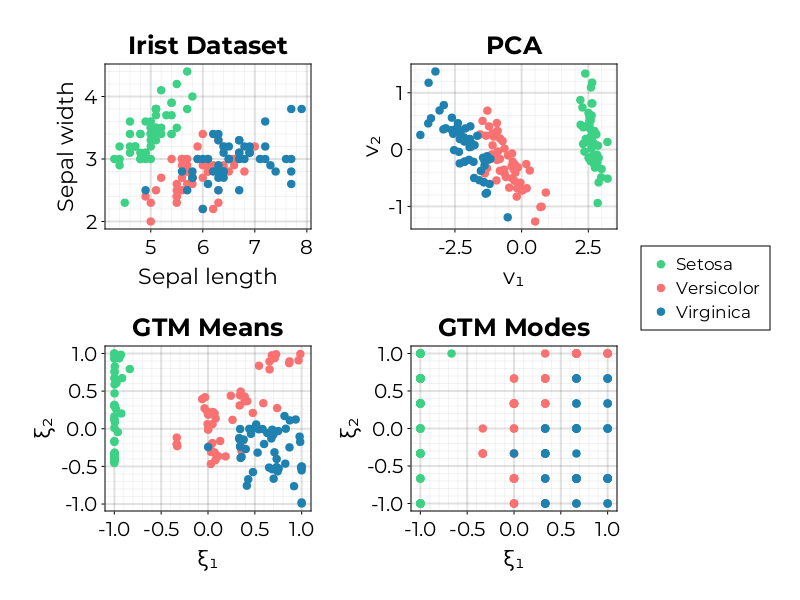 Irist Dataset
4
3
2
Sepal width
5 6 7 8
Sepal length
PCA
1
0
-1
v₂
-2.5 0.0 2.5
v₁
Setosa
Versicolor
Virginica
GTM Means
1.0
0.5
0.0
-0.5
-1.0
ξ₂
-1.0 -0.5 0.0 0.5 1.0
ξ₁
GTM Modes
1.0
0.5
0.0
-0.5
-1.0
ξ₂
-1.0 -0.5 0.0 0.5 1.0
ξ₁